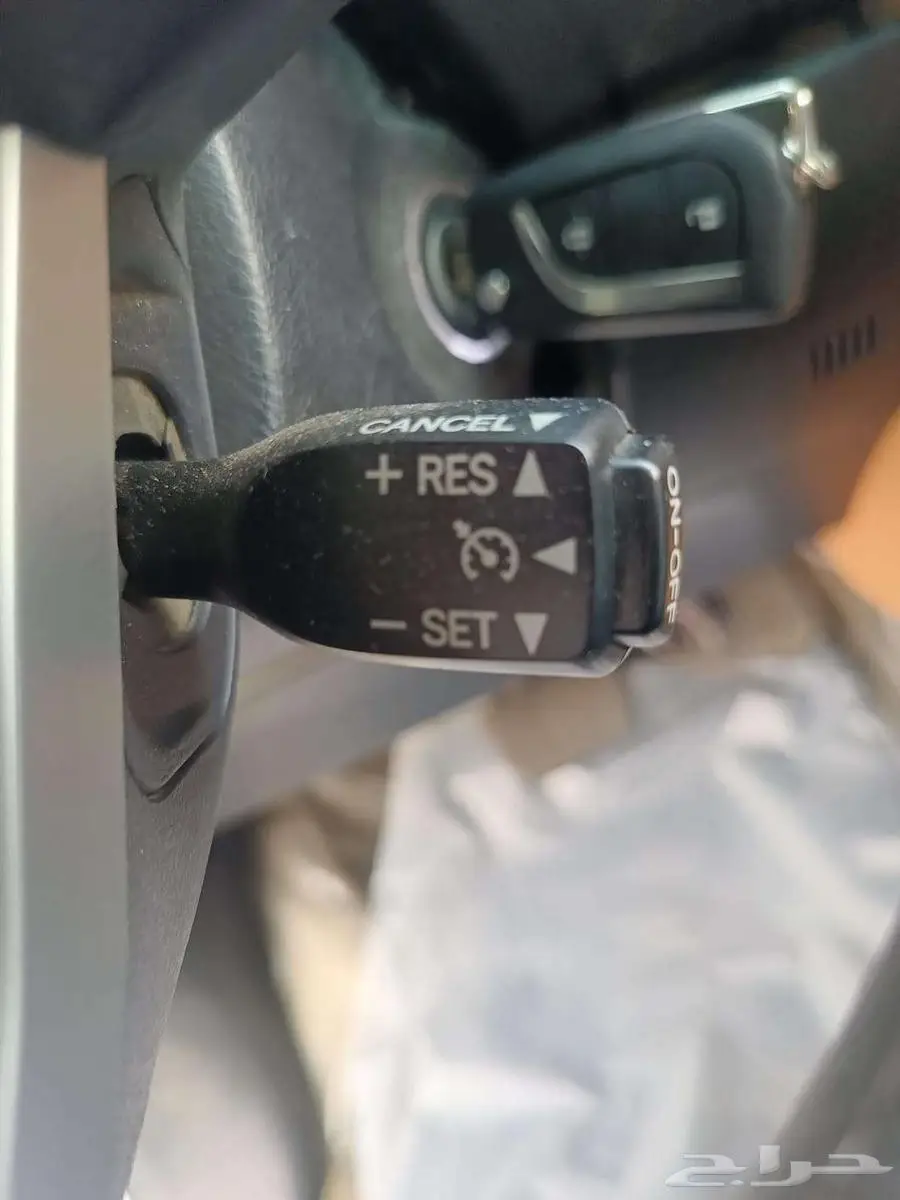 CANCEL ▼
+ RES ▲
◀
− SET ▼
ON-OFF
حراج